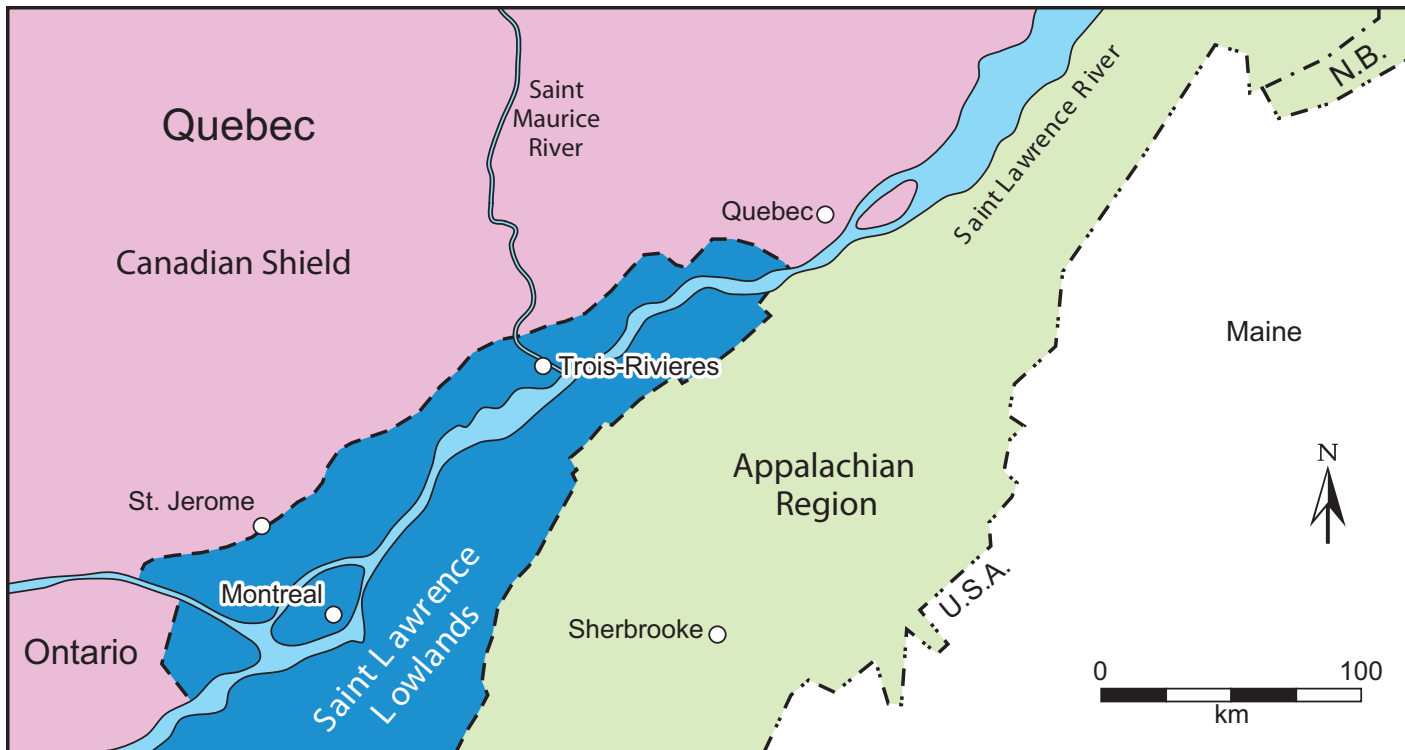 Saint
Maurice
River
Quebec
Canadian Shield
Quebec
Saint Lawrence River
N.B.
Maine
Trois-Rivieres
Appalachian
Region
N
St. Jerome
Montreal
Saint Lawrence
Lowlands
Sherbrooke
U.S.A.
Ontario
0 100
km